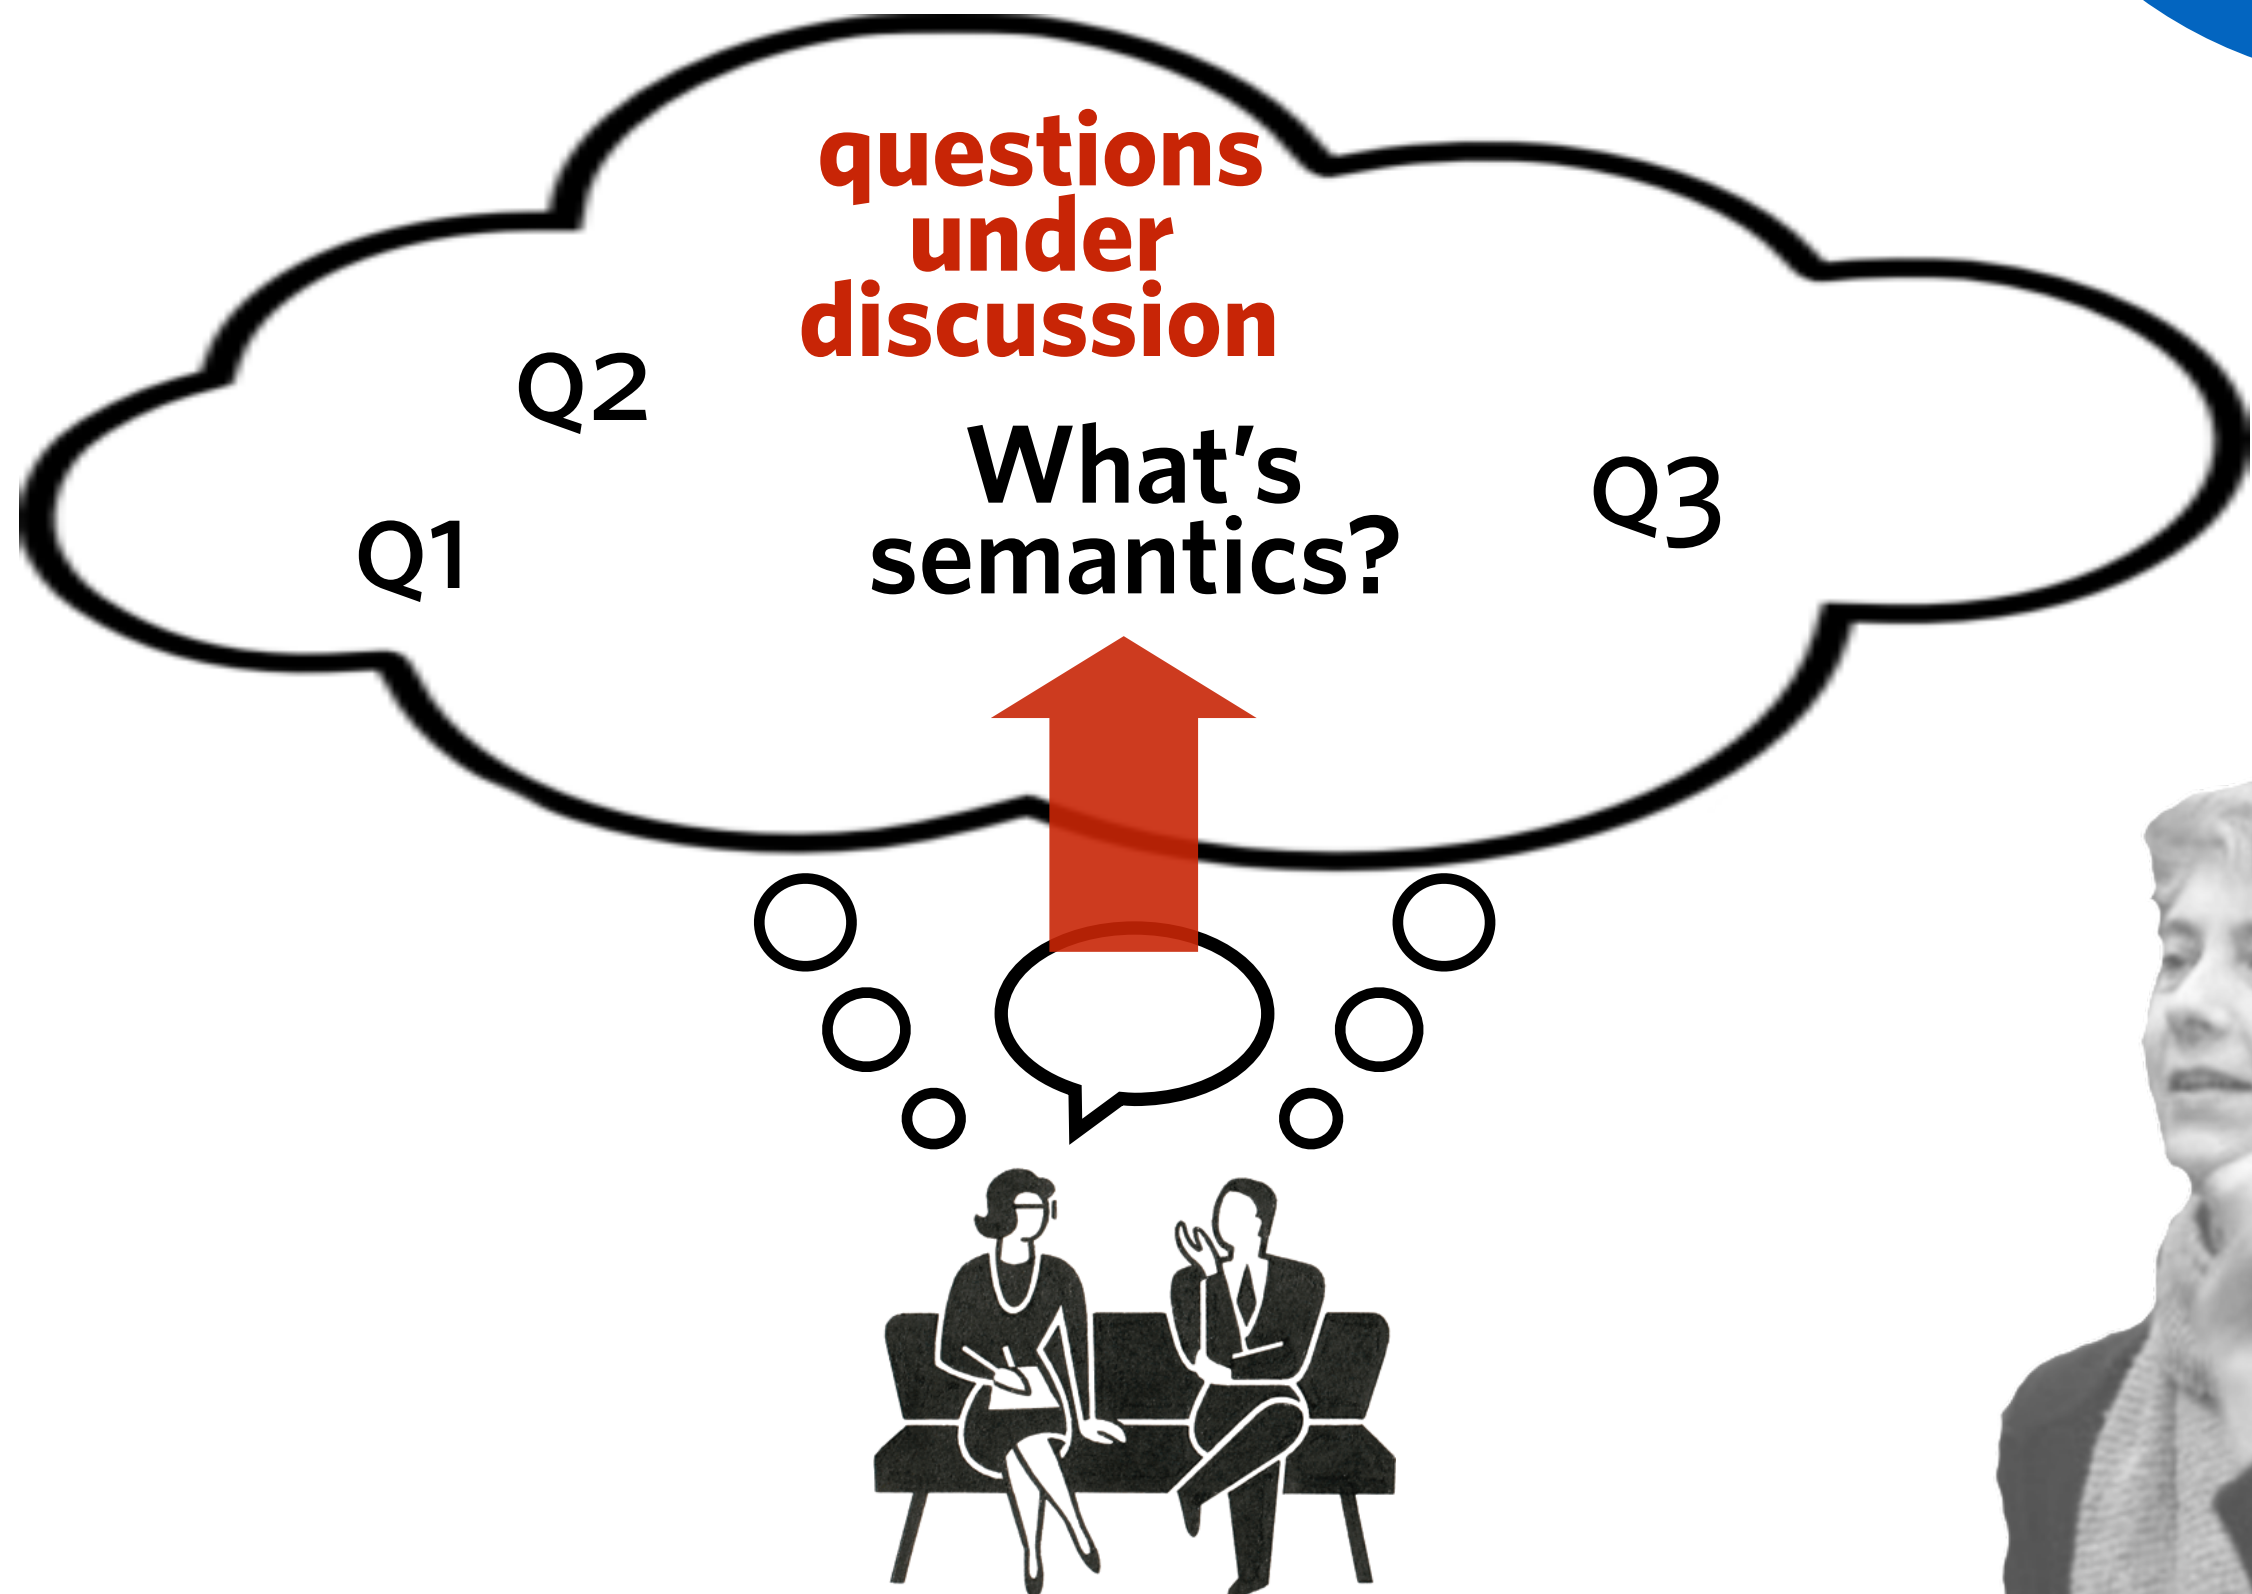 questions
under
discussion
Q2
What's
semantics?
Q3
Q1